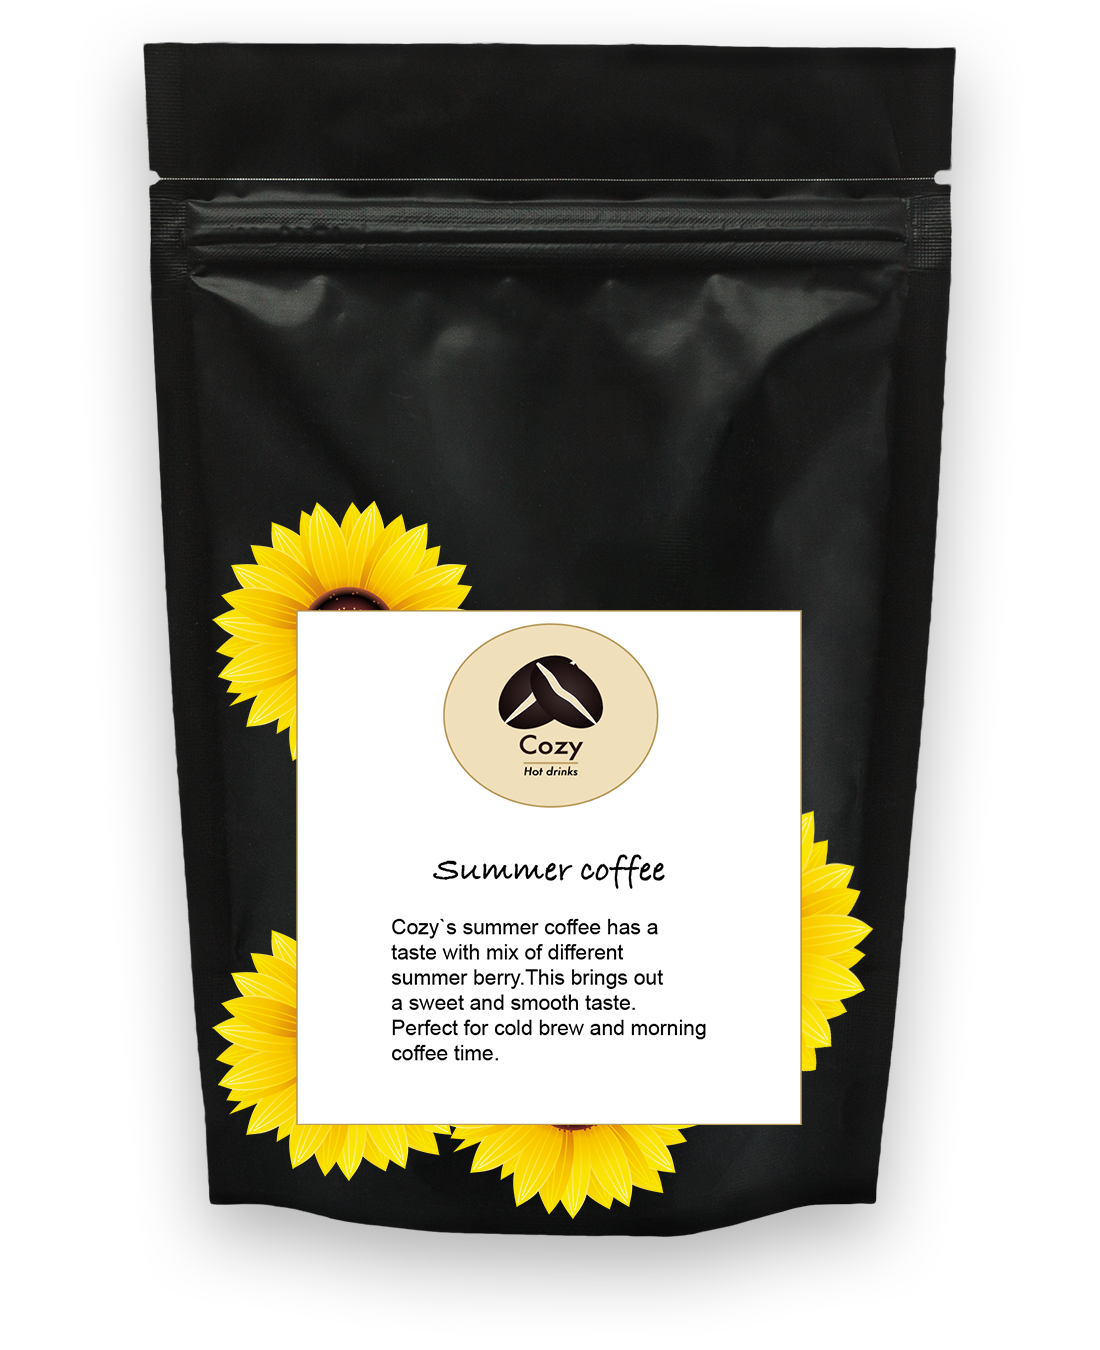 Cozy
Hot drinks
Summer coffee
Cozy`s summer coffee has a
taste with mix of different
summer berry.This brings out
a sweet and smooth taste.
Perfect for cold brew and morning
coffee time.